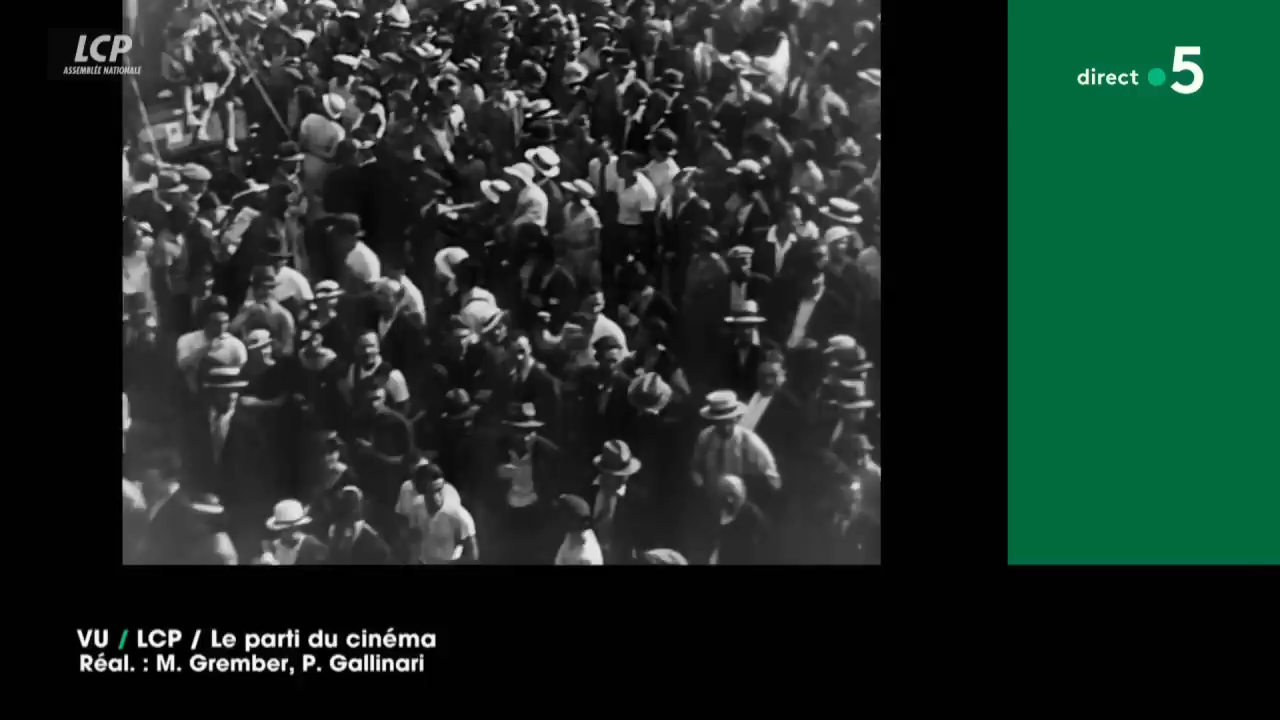 LCP
ASSEMBLÉE NATIONALE
direct 5
VU / LCP / Le parti du cinéma
Réal. : M. Grember, P. Gallinari